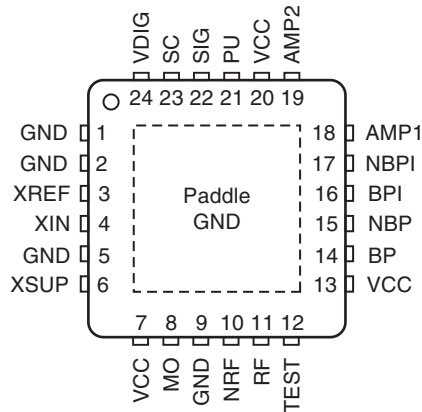 VDIG SC SIG PU VCC AMP2
24 23 22 21 20 19
GND 1
GND 2
XREF 3
XIN 4
GND 5
XSUP 6
Paddle
GND
18 AMP1
17 NBPI
16 BPI
15 NBP
14 BP
13 VCC
7 8 9 10 11 12
VCC MO GND NRF RF TEST